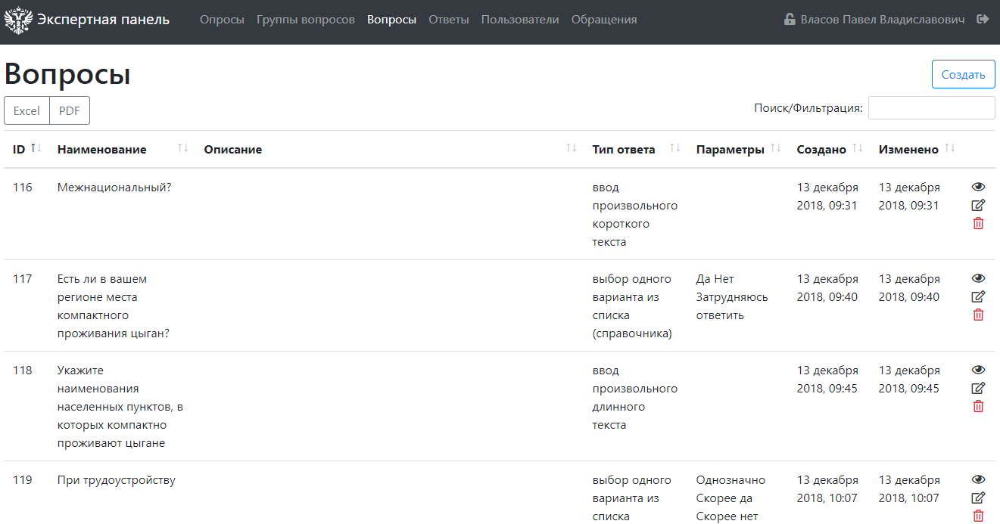 Экспертная панель Опросы Группы вопросов Вопросы Ответы Пользователи Обращения Власов Павел Владиславович
Вопросы
Создать
Excel PDF
Поиск/Фильтрация:
ID Наименование Описание Тип ответа Параметры Создано Изменено
116 Межнациональный? ввод 13 декабря 13 декабря
произвольного 2018, 09:31 2018, 09:31
короткого
текста
117 Есть ли в вашем выбор одного Да Нет 13 декабря 13 декабря
регионе места варианта из Затрудняюсь 2018, 09:40 2018, 09:40
компактного списка ответить
проживания цыган? (справочника)
118 Укажите ввод 13 декабря 13 декабря
наименования произвольного 2018, 09:45 2018, 09:45
населенных пунктов, в длинного
которых компактно текста
проживают цыгане
119 При трудоустройству выбор одного Однозначно 13 декабря 13 декабря
варианта из Скорее да 2018, 10:07 2018, 10:07
списка Скорее нет